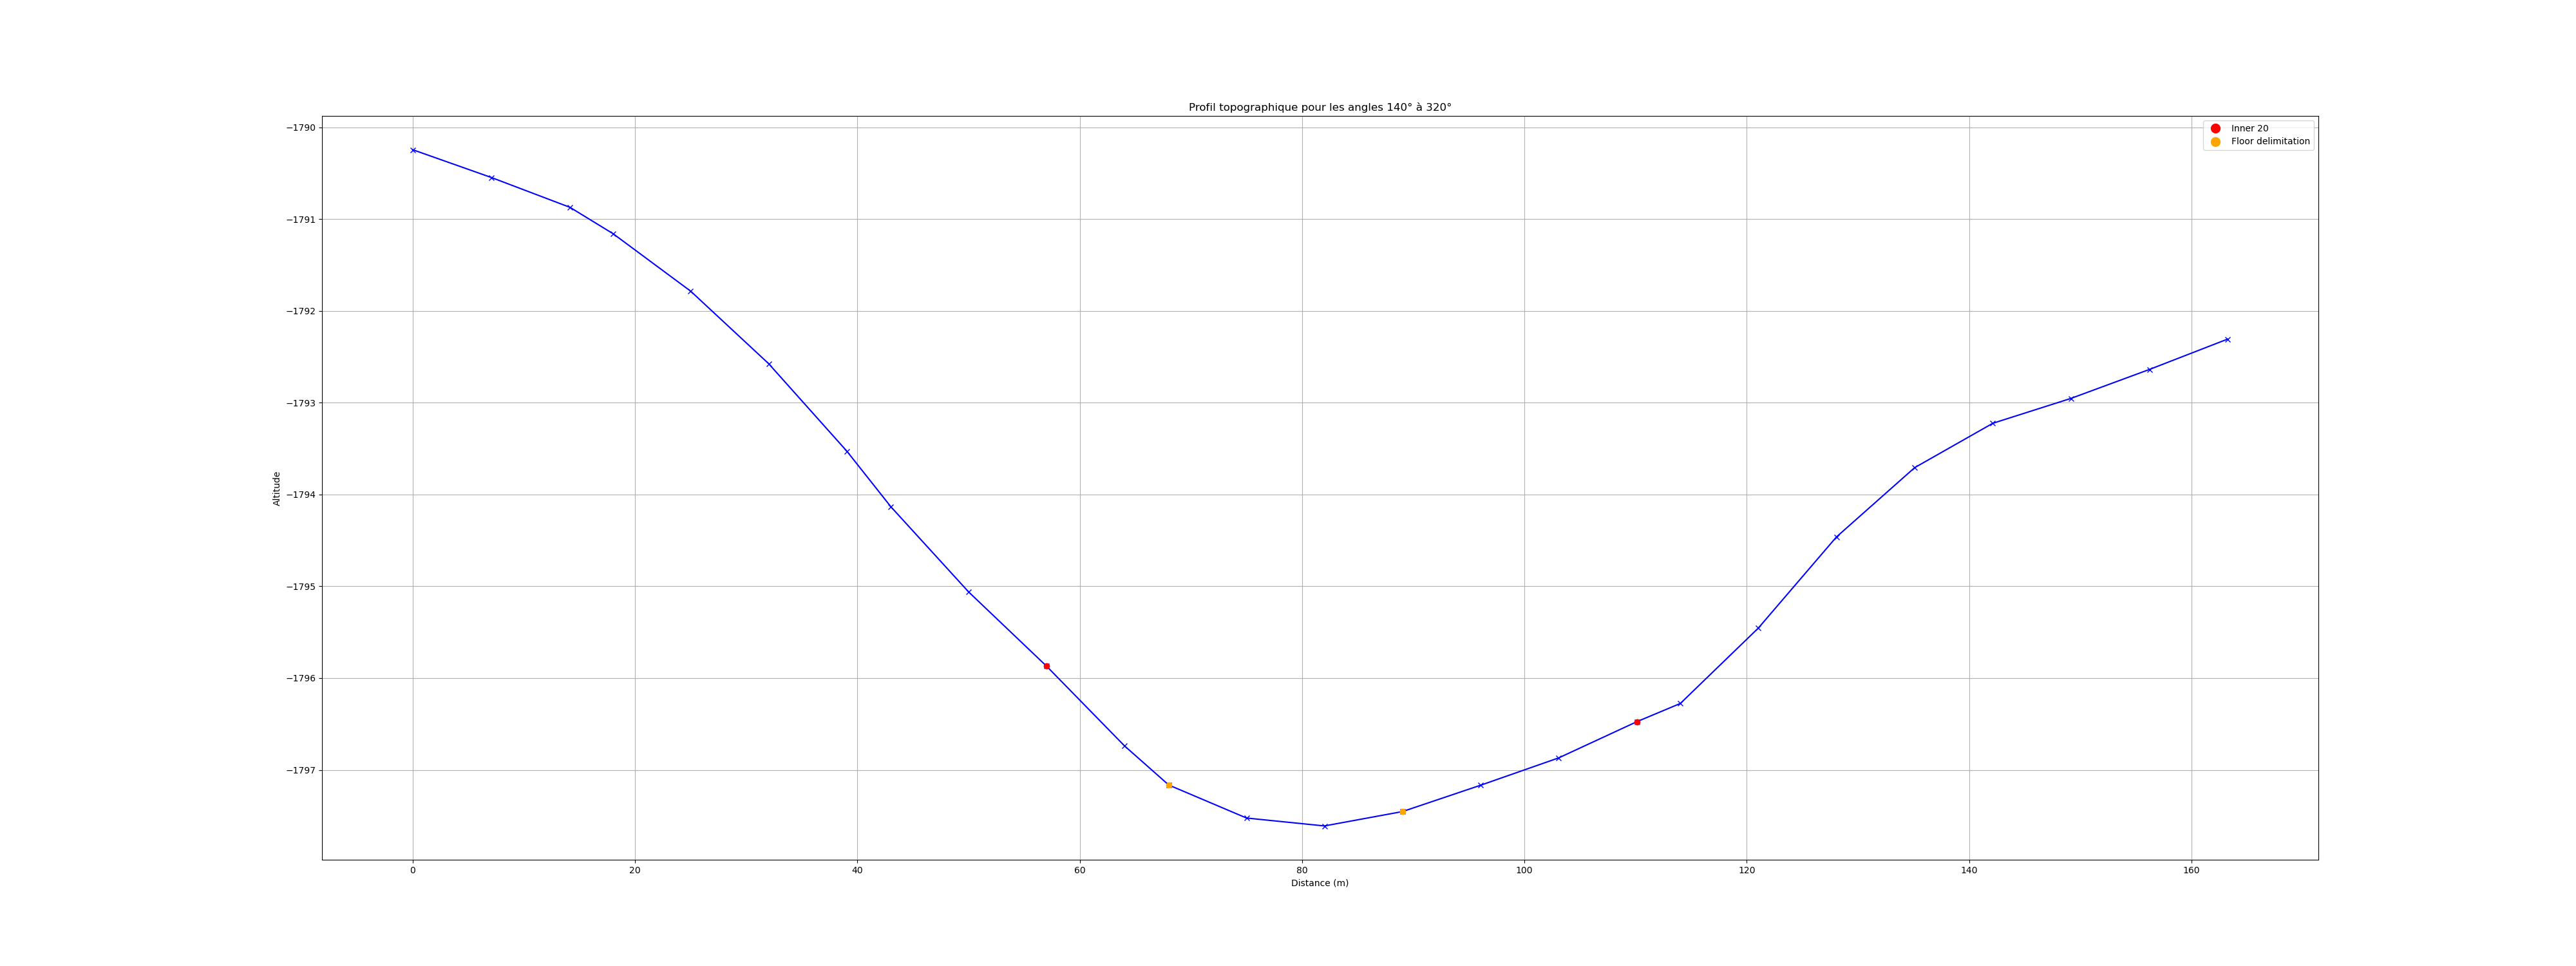 Profil topographique pour les angles 140° à 320°
Inner 20
Floor delimitation
−1790
−1791
−1792
−1793
−1794
−1795
−1796
−1797
Altitude
0 20 40 60 80 100 120 140 160
Distance (m)